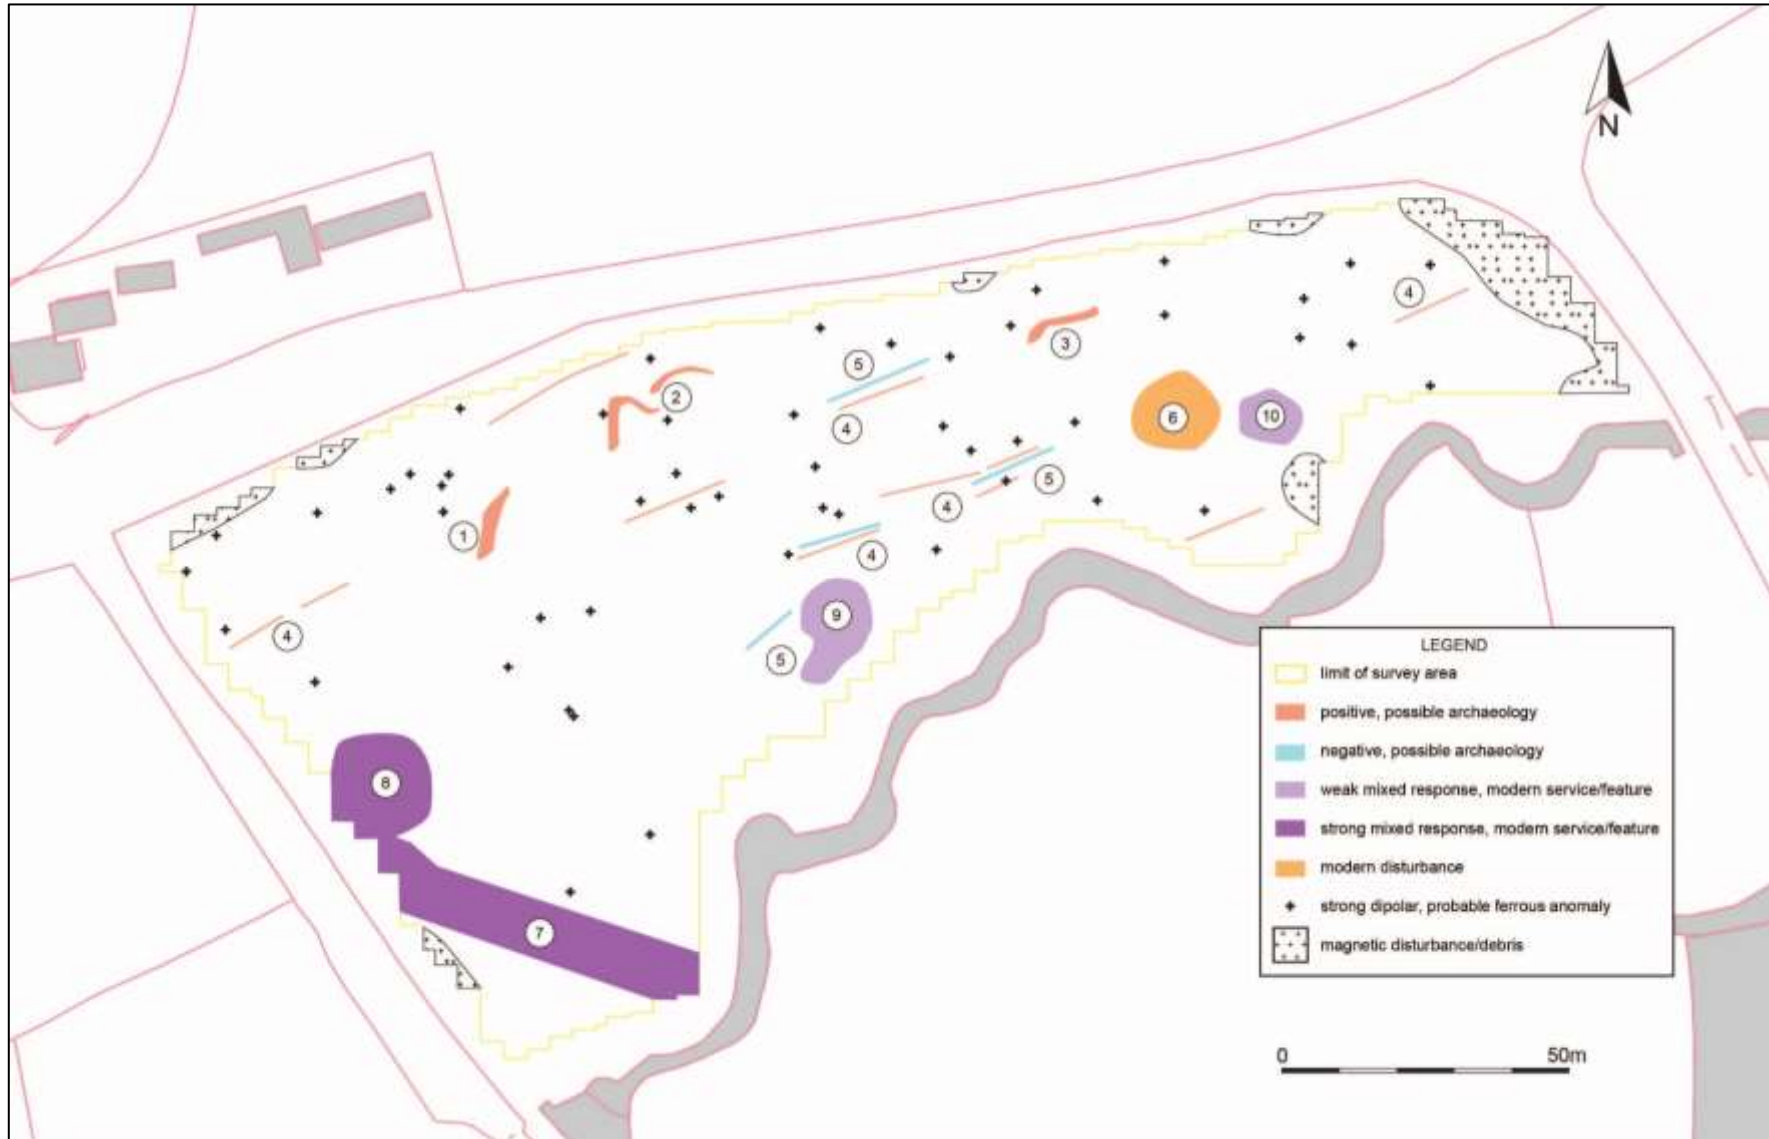 N
4
3
5
2
4
6
10
5
4
1
4
9
4
5
8
7
LEGEND
limit of survey area
positive, possible archaeology
negative, possible archaeology
weak mixed response, modern service/feature
strong mixed response, modern service/feature
modern disturbance
strong dipolar, probable ferrous anomaly
magnetic disturbance/debris
0 50m